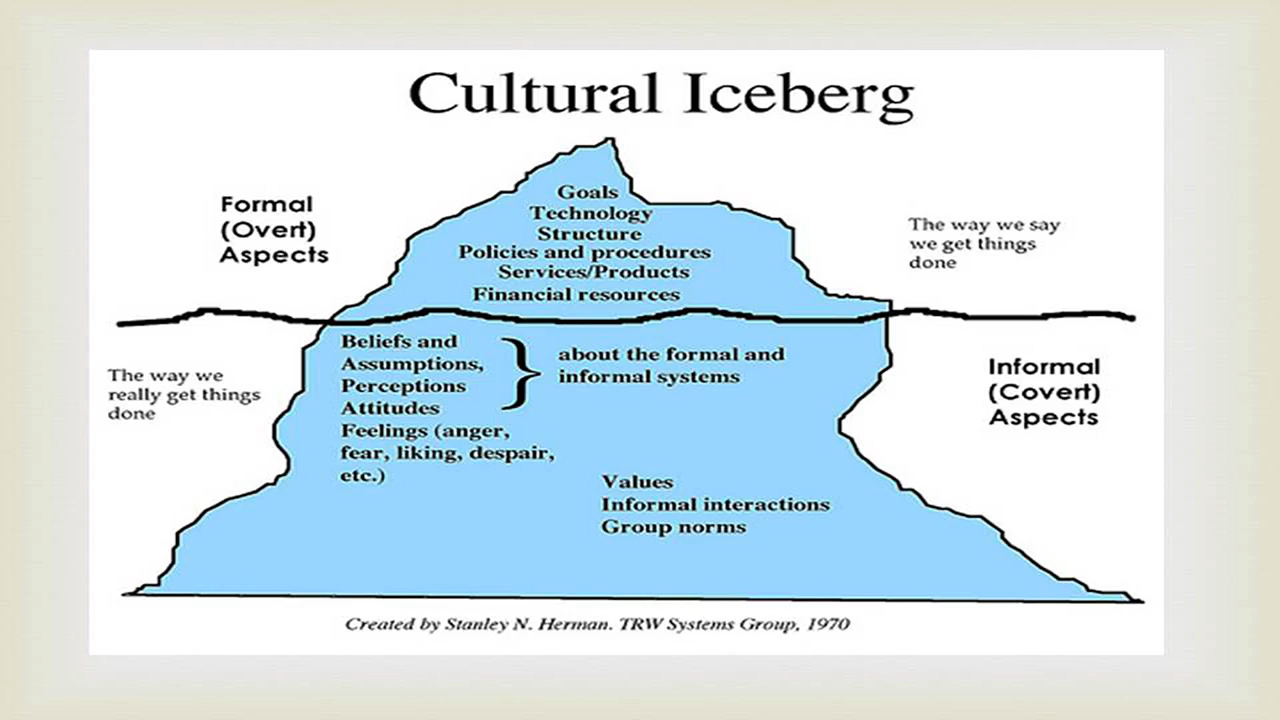 Cultural Iceberg
Formal
(Overt)
Aspects
Goals
Technology
Structure
Policies and procedures
Services/Products
Financial resources
The way we say
we get things
done
The way we
really get things
done
Beliefs and
Assumptions,
Perceptions
Attitudes
Feelings (anger,
fear, liking, despair,
etc.)
} about the formal and
informal systems
Values
Informal interactions
Group norms
Informal
(Covert)
Aspects
Created by Stanley N. Herman. TRW Systems Group, 1970